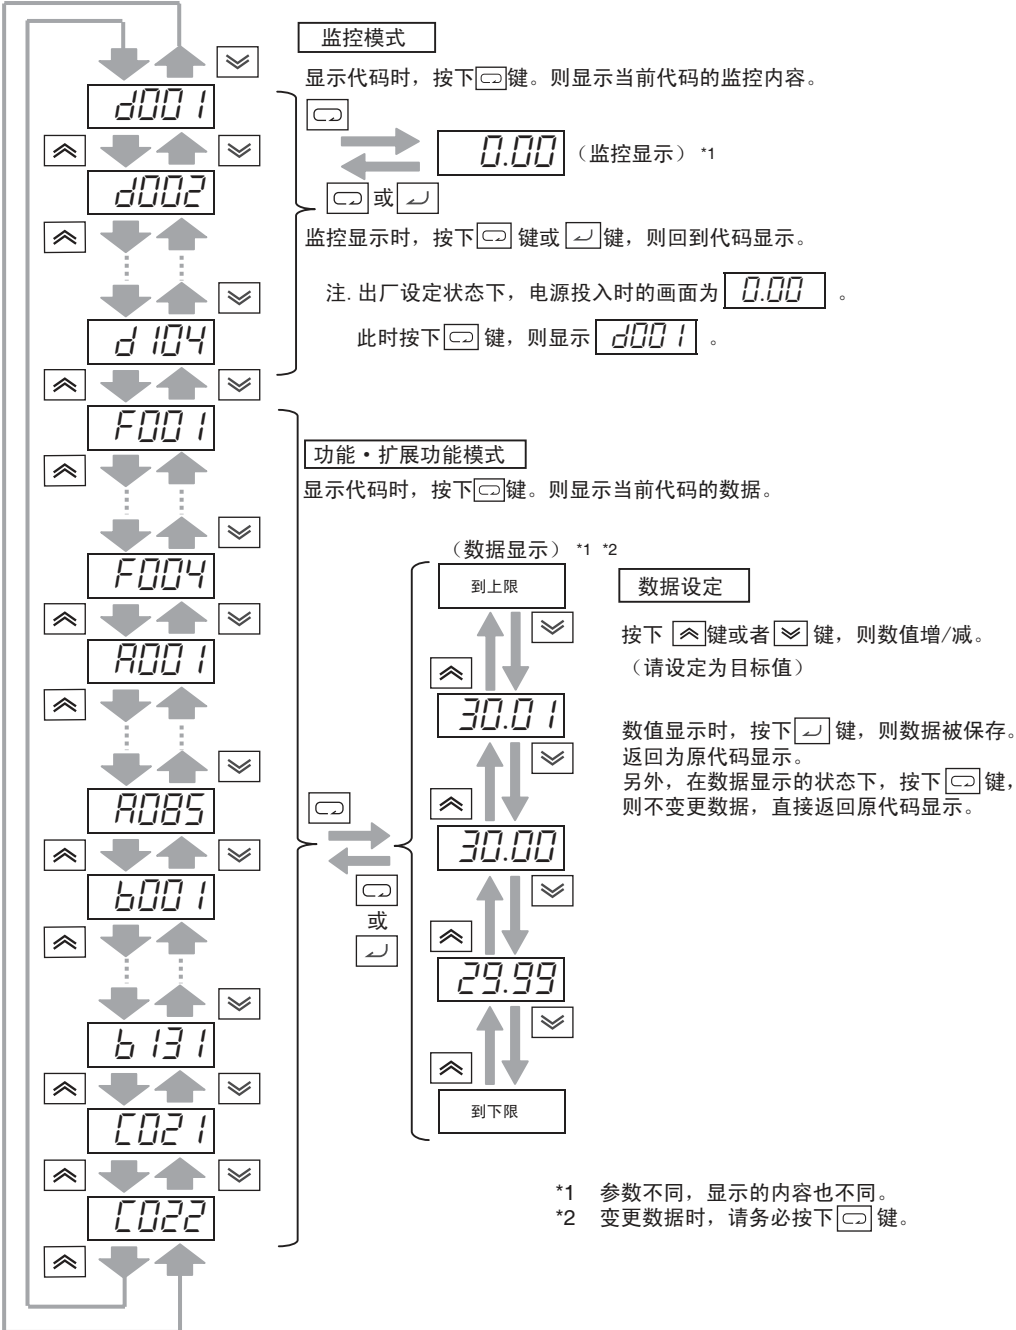 监控模式
显示代码时，按下键。则显示当前代码的监控内容。
d001
0.00 （监控显示） *1
d002
或
监控显示时，按下 键或 键，则回到代码显示。
注. 出厂设定状态下，电源投入时的画面为 0.00 。
此时按下 键，则显示 d001 。
d104
F001
功能・扩展功能模式
显示代码时，按下键。则显示当前代码的数据。
F004
A001
A085
b001
b131
C021
C022
（数据显示） *1 *2
到上限
30.01
30.00
29.99
到下限
或
数据设定
按下 键或者 键，则数值增/减。
（请设定为目标值）
数值显示时，按下 键，则数据被保存。
返回为原代码显示。
另外，在数据显示的状态下，按下 键，
则不变更数据，直接返回原代码显示。
*1 参数不同，显示的内容也不同。
*2 变更数据时，请务必按下 键。